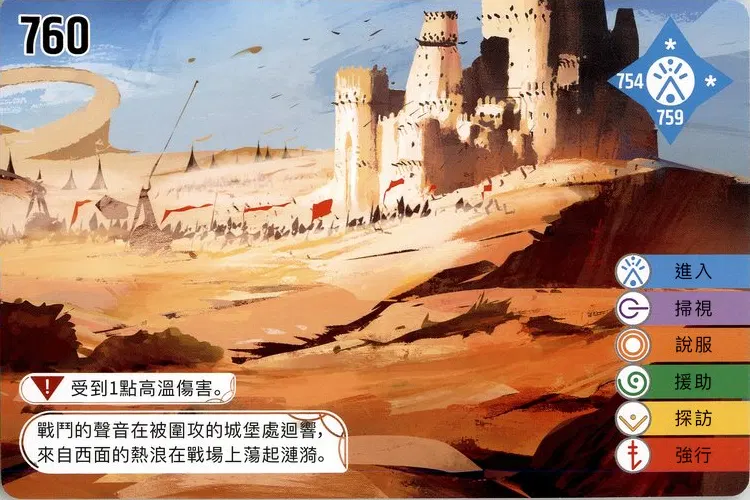 760
*
754
*
759
進入
掃視
說服
援助
探訪
強行
! 受到1點高溫傷害。
戰鬥的聲音在被圍攻的城堡處迴響,
來自西面的熱浪在戰場上蕩起漣漪。